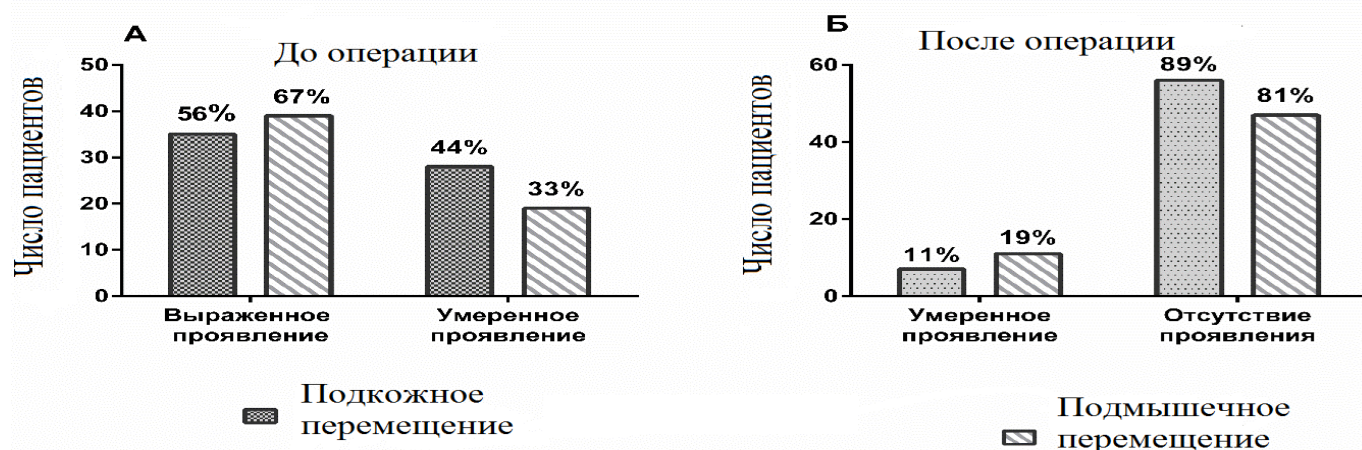 А
До операции
Число пациентов
50
40
30
20
10
0
56%
67%
44%
33%
Выраженное
проявление
Умеренное
проявление
Б
После операции
Число пациентов
60
40
20
0
11%
19%
89%
81%
Умеренное
проявление
Отсутствие
проявления
Подкожное
перемещение
Подмышечное
перемещение